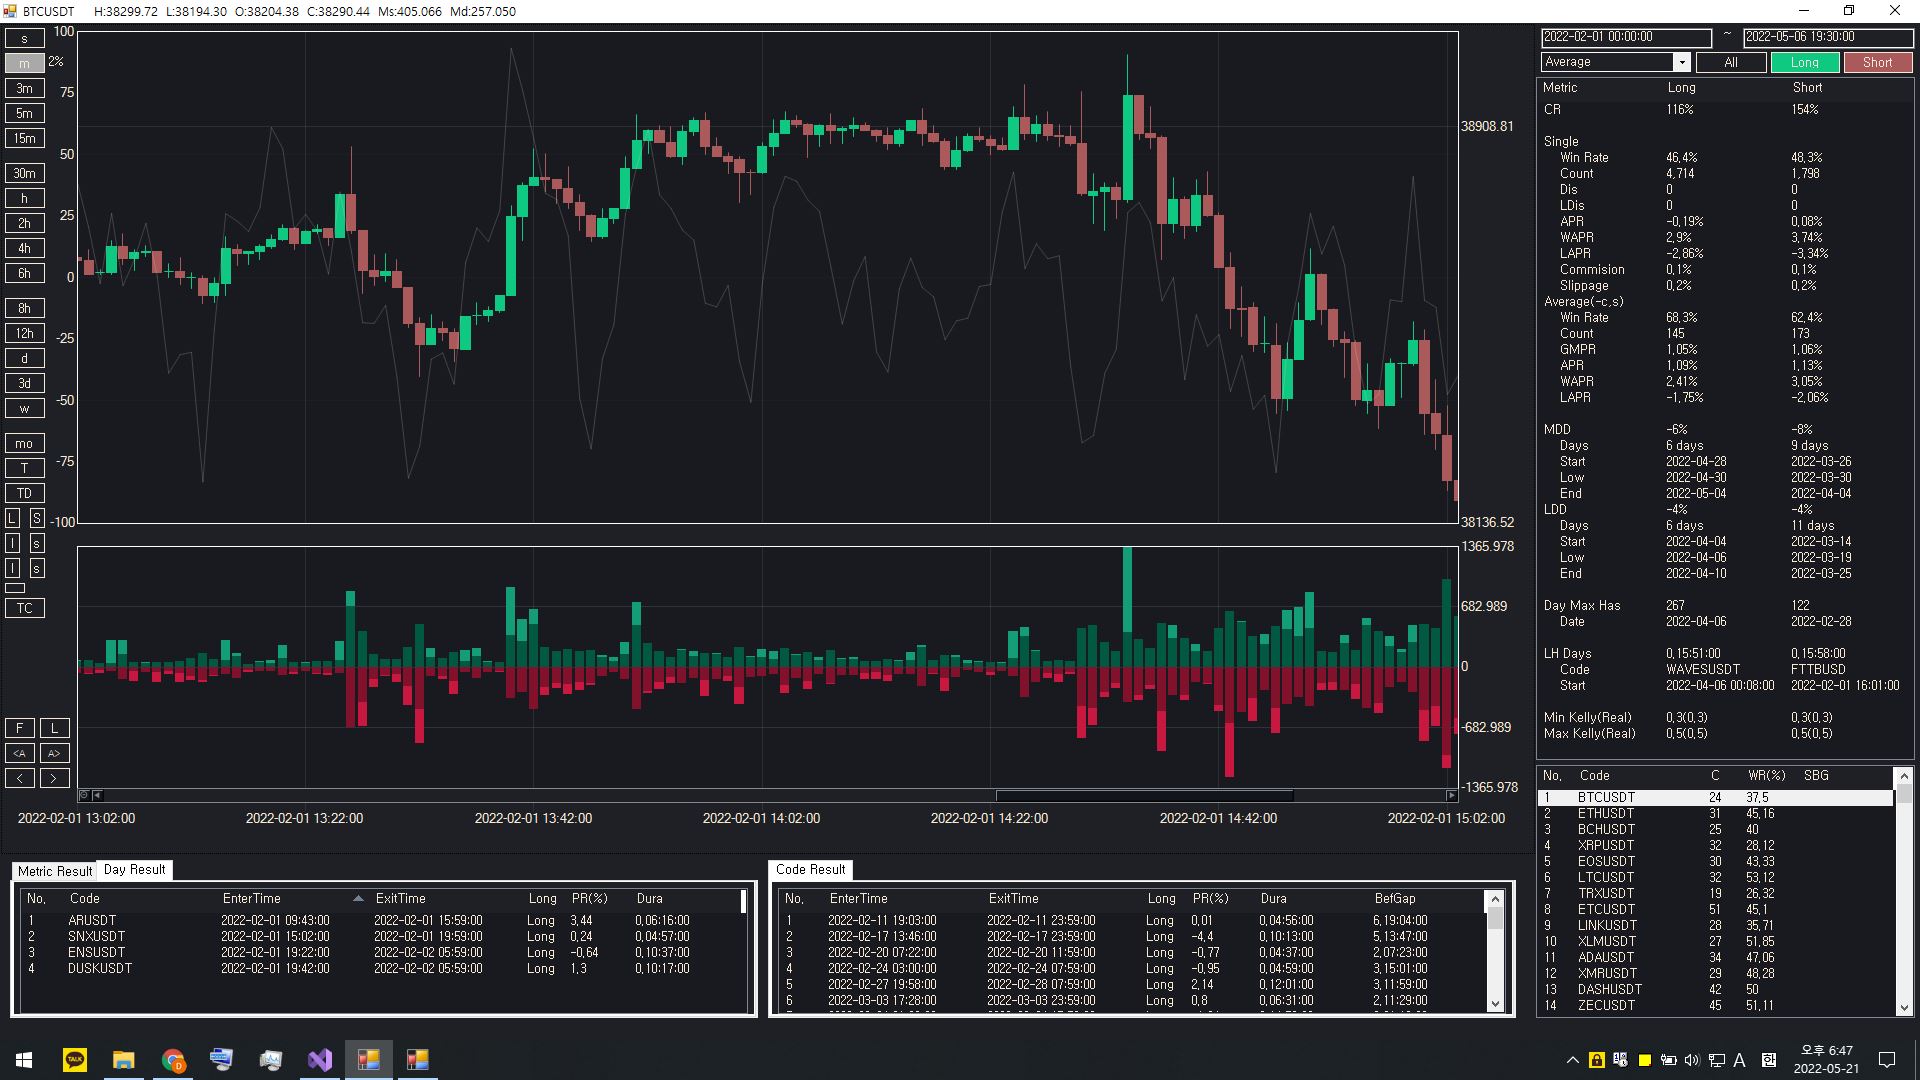 BTCUSDT H:38299.72 L:38194.30 O:38204.38 C:38290.44 Ms:405.066 Md:257.050
s
m 2%
3m
5m
15m
30m
h
2h
4h
6h
8h
12h
d
3d
w
mo
T
TD
L S
l s
l s
TC
F L
<A A>
< >
100
75
50
25
0
-25
-50
-75
-100
38908.81
38136.52
1365.978
682.989
0
-682.989
-1365.978
2022-02-01 13:02:00 2022-02-01 13:22:00 2022-02-01 13:42:00 2022-02-01 14:02:00 2022-02-01 14:22:00 2022-02-01 14:42:00 2022-02-01 15:02:00
2022-02-01 00:00:00 ~ 2022-05-06 19:30:00
Average All Long Short
Metric Long Short
CR 116% 154%
Single
Win Rate 46,4% 48,3%
Count 4,714 1,798
Dis 0 0
LDis 0 0
APR -0,19% 0,08%
WAPR 2,9% 3,74%
LAPR -2,86% -3,34%
Commision 0,1% 0,1%
Slippage 0,2% 0,2%
Average(-c,s)
Win Rate 68,3% 62,4%
Count 145 173
GMPR 1,05% 1,06%
APR 1,09% 1,13%
WAPR 2,41% 3,05%
LAPR -1,75% -2,06%
MDD -6% -8%
Days 6 days 9 days
Start 2022-04-28 2022-03-26
Low 2022-04-30 2022-03-30
End 2022-05-04 2022-04-04
LDD -4% -4%
Days 6 days 11 days
Start 2022-04-04 2022-03-14
Low 2022-04-06 2022-03-19
End 2022-04-10 2022-03-25
Day Max Has 267 122
Date 2022-04-06 2022-02-28
LH Days 0,15:51:00 0,15:58:00
Code WAVESUSDT FTTBUSD
Start 2022-04-06 00:08:00 2022-02-01 16:01:00
Min Kelly(Real) 0,3(0,3) 0,3(0,3)
Max Kelly(Real) 0,5(0,5) 0,5(0,5)
No, Code C WR(%) SBG
1 BTCUSDT 24 37,5
2 ETHUSDT 31 45,16
3 BCHUSDT 25 40
4 XRPUSDT 32 28,12
5 EOSUSDT 30 43,33
6 LTCUSDT 32 53,12
7 TRXUSDT 19 26,32
8 ETCUSDT 51 45,1
9 LINKUSDT 28 35,71
10 XLMUSDT 27 51,85
11 ADAUSDT 34 47,06
12 XMRUSDT 29 48,28
13 DASHUSDT 42 50
14 ZECUSDT 45 51,11
Metric Result Day Result
No, Code EnterTime ExitTime Long PR(%) Dura
1 ARUSDT 2022-02-01 09:43:00 2022-02-01 15:59:00 Long 3,44 0,06:16:00
2 SNXUSDT 2022-02-01 15:02:00 2022-02-01 19:59:00 Long 0,24 0,04:57:00
3 ENSUSDT 2022-02-01 19:22:00 2022-02-02 05:59:00 Long -0,64 0,10:37:00
4 DUSKUSDT 2022-02-01 19:42:00 2022-02-02 05:59:00 Long 1,3 0,10:17:00
Code Result
No, EnterTime ExitTime Long PR(%) Dura BefGap
1 2022-02-11 19:03:00 2022-02-11 23:59:00 Long 0,01 0,04:56:00 6,19:04:00
2 2022-02-17 13:46:00 2022-02-17 23:59:00 Long -4,4 0,10:13:00 5,13:47:00
3 2022-02-20 07:22:00 2022-02-20 11:59:00 Long -0,77 0,04:37:00 2,07:23:00
4 2022-02-24 03:00:00 2022-02-24 07:59:00 Long -0,95 0,04:59:00 3,15:01:00
5 2022-02-27 19:58:00 2022-02-28 07:59:00 Long 2,14 0,12:01:00 3,11:59:00
6 2022-03-03 17:28:00 2022-03-03 23:59:00 Long 0,8 0,06:31:00 2,11:29:00
TALK
D
A
오후 6:47
2022-05-21